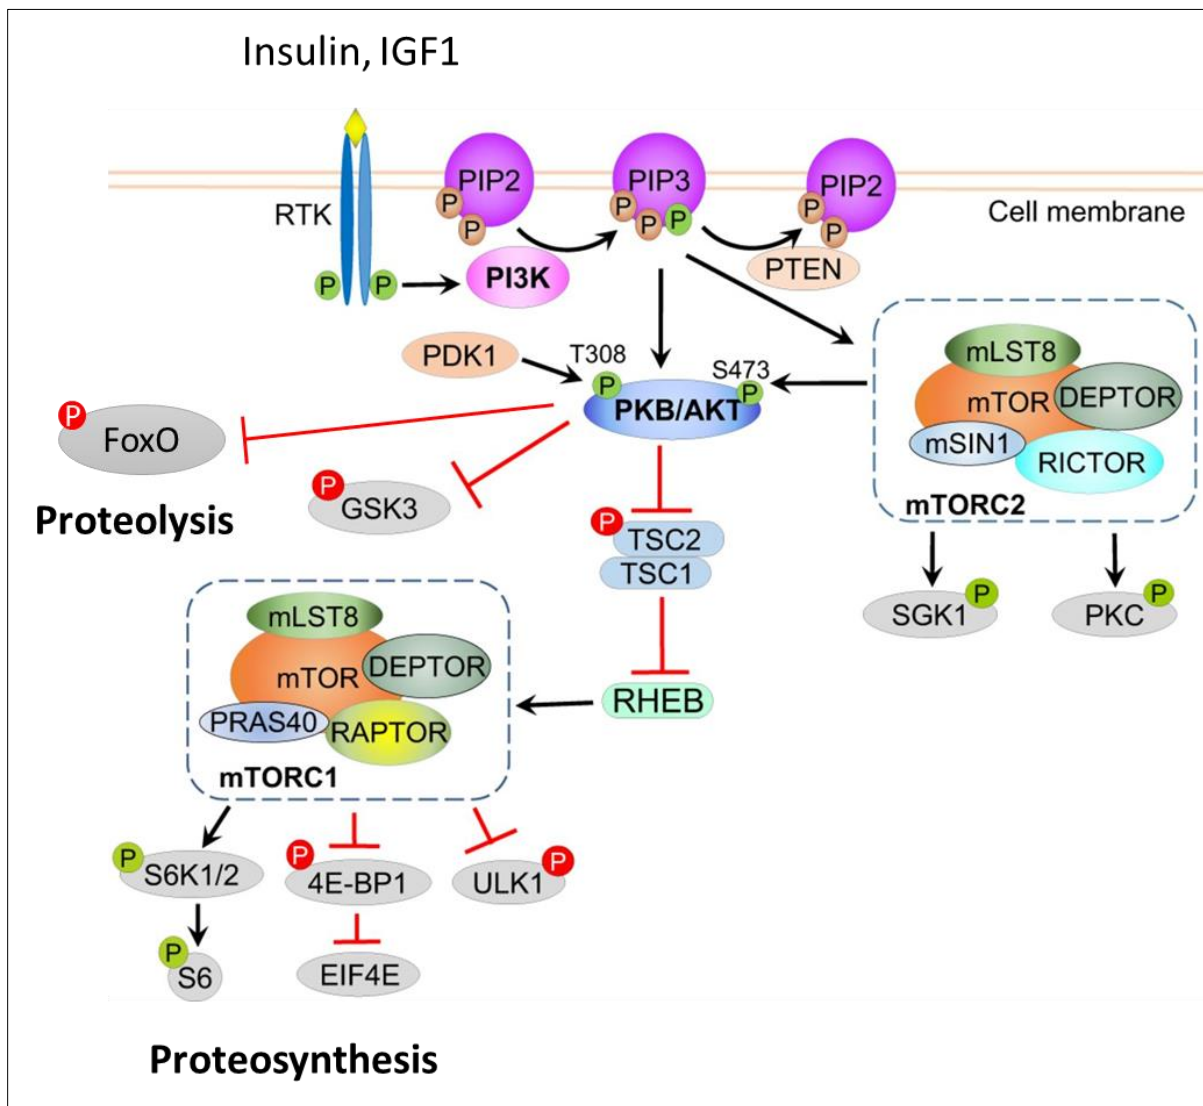 Insulin, IGF1
PIP2
PIP3
PIP2
P
P
P
P
P
P
P
RTK
Cell membrane
P
P
PI3K
PTEN
PDK1
T308
S473
P
P
PKB/AKT
mLST8
mTOR
DEPTOR
mSIN1
RICTOR
mTORC2
P
FoxO
Proteolysis
P
GSK3
P
TSC2
TSC1
SGK1
P
PKC
P
mLST8
mTOR
DEPTOR
PRAS40
RAPTOR
mTORC1
RHEB
P
S6K1/2
P
4E-BP1
ULK1
P
P
S6
EIF4E
Proteosynthesis